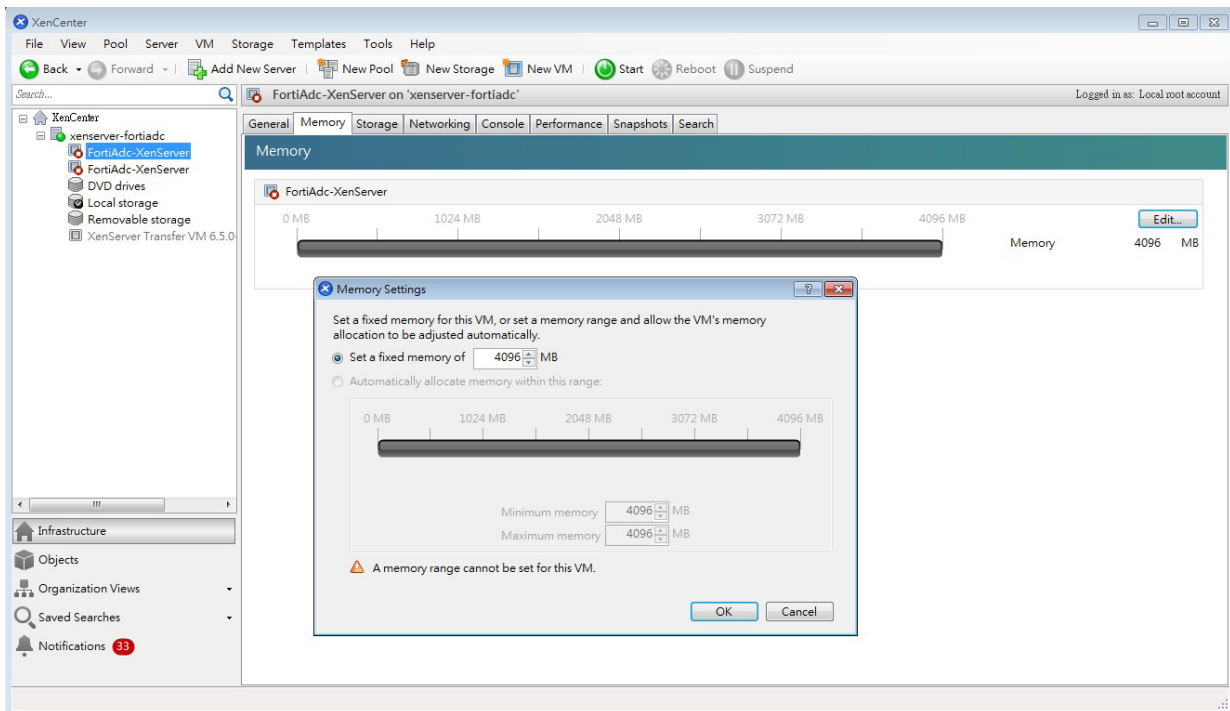 XenCenter
File View Pool Server VM Storage Templates Tools Help
Back Forward Add New Server New Pool New Storage New VM Start Reboot Suspend
Search... FortiAdc-XenServer on 'xenserver-fortiadc' Logged in as: Local root account
XenCenter
xenserver-fortiadc
FortiAdc-XenServer
FortiAdc-XenServer
DVD drives
Local storage
Removable storage
XenServer Transfer VM 6.5.0
General Memory Storage Networking Console Performance Snapshots Search
Memory
FortiAdc-XenServer
0 MB 1024 MB 2048 MB 3072 MB 4096 MB Edit...
Memory 4096 MB
Memory Settings
Set a fixed memory for this VM, or set a memory range and allow the VM's memory
allocation to be adjusted automatically.
Set a fixed memory of 4096 MB
Automatically allocate memory within this range:
0 MB 1024 MB 2048 MB 3072 MB 4096 MB
Minimum memory 4096 MB
Maximum memory 4096 MB
A memory range cannot be set for this VM.
OK Cancel
Infrastructure
Objects
Organization Views
Saved Searches
Notifications 33